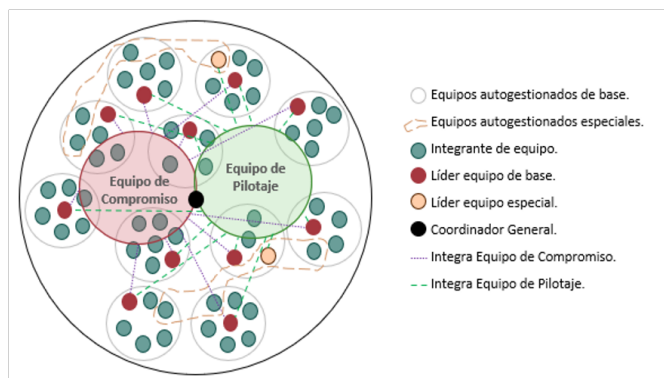 Equipo de
Compromiso
Equipo de
Pilotaje
Equipos autogestionados de base.
Equipos autogestionados especiales.
Integrante de equipo.
Líder equipo de base.
Líder equipo especial.
Coordinador General.
Integra Equipo de Compromiso.
Integra Equipo de Pilotaje.